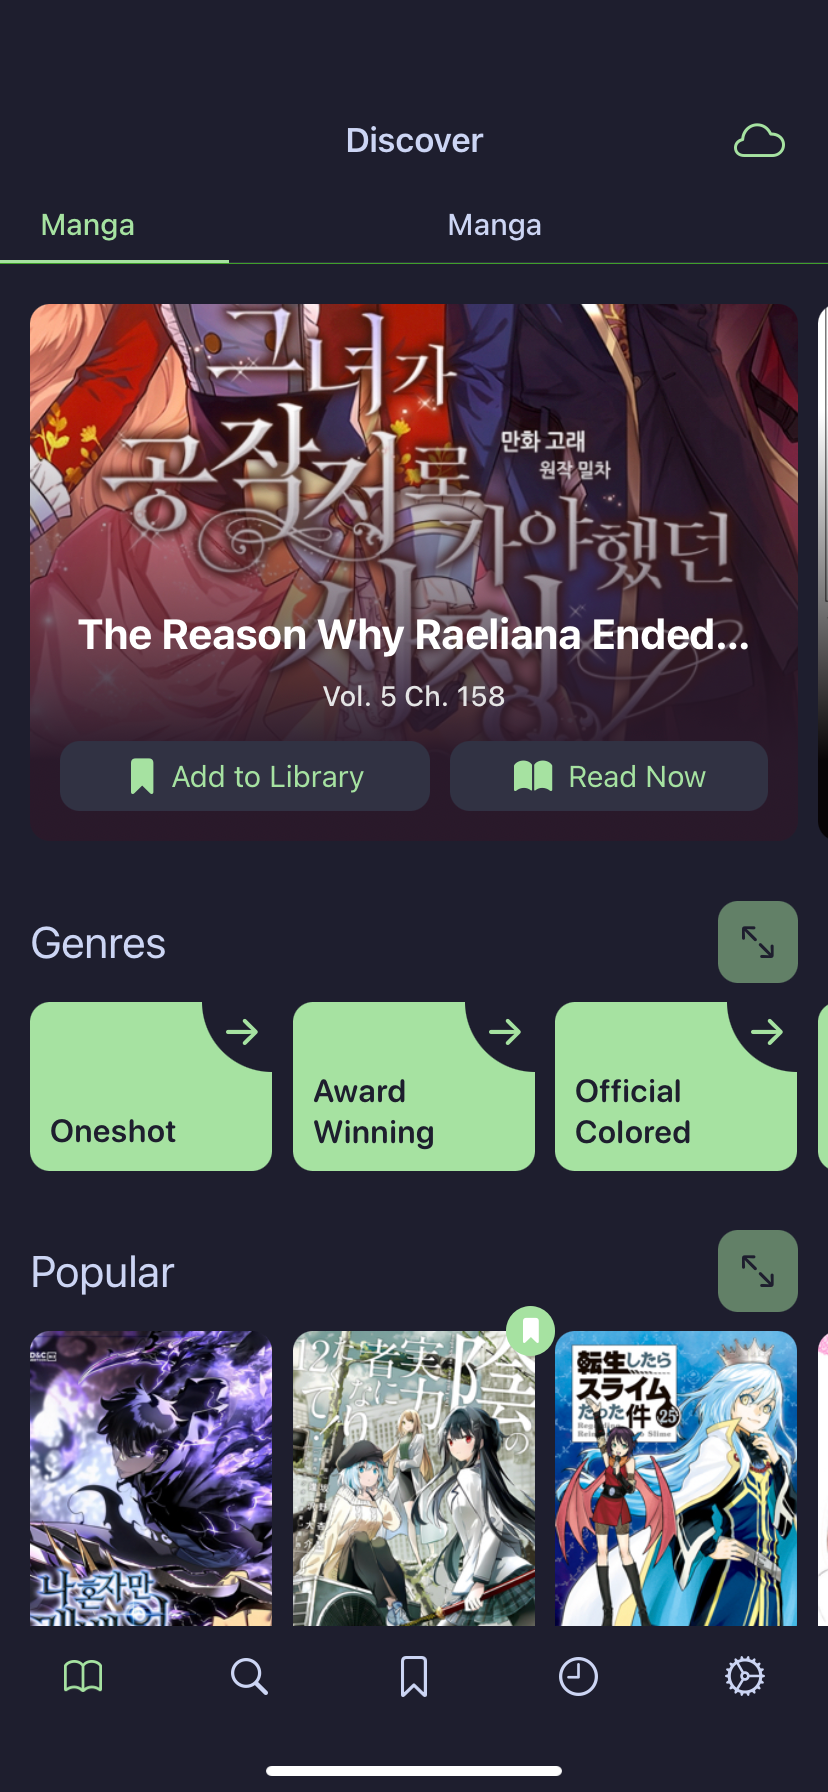 Discover
Manga
Manga
그녀가
공작저로
만화 고래
원작 밀차
가야 했던
사정
The Reason Why Raeliana Ended...
Vol. 5 Ch. 158
Add to Library
Read Now
Genres
Oneshot
Award
Winning
Official
Colored
Popular
D&C
나 혼자만
레벨업
陰の
実力
者に
なり
たくて!
12
転生したら
スライム
だった件
25